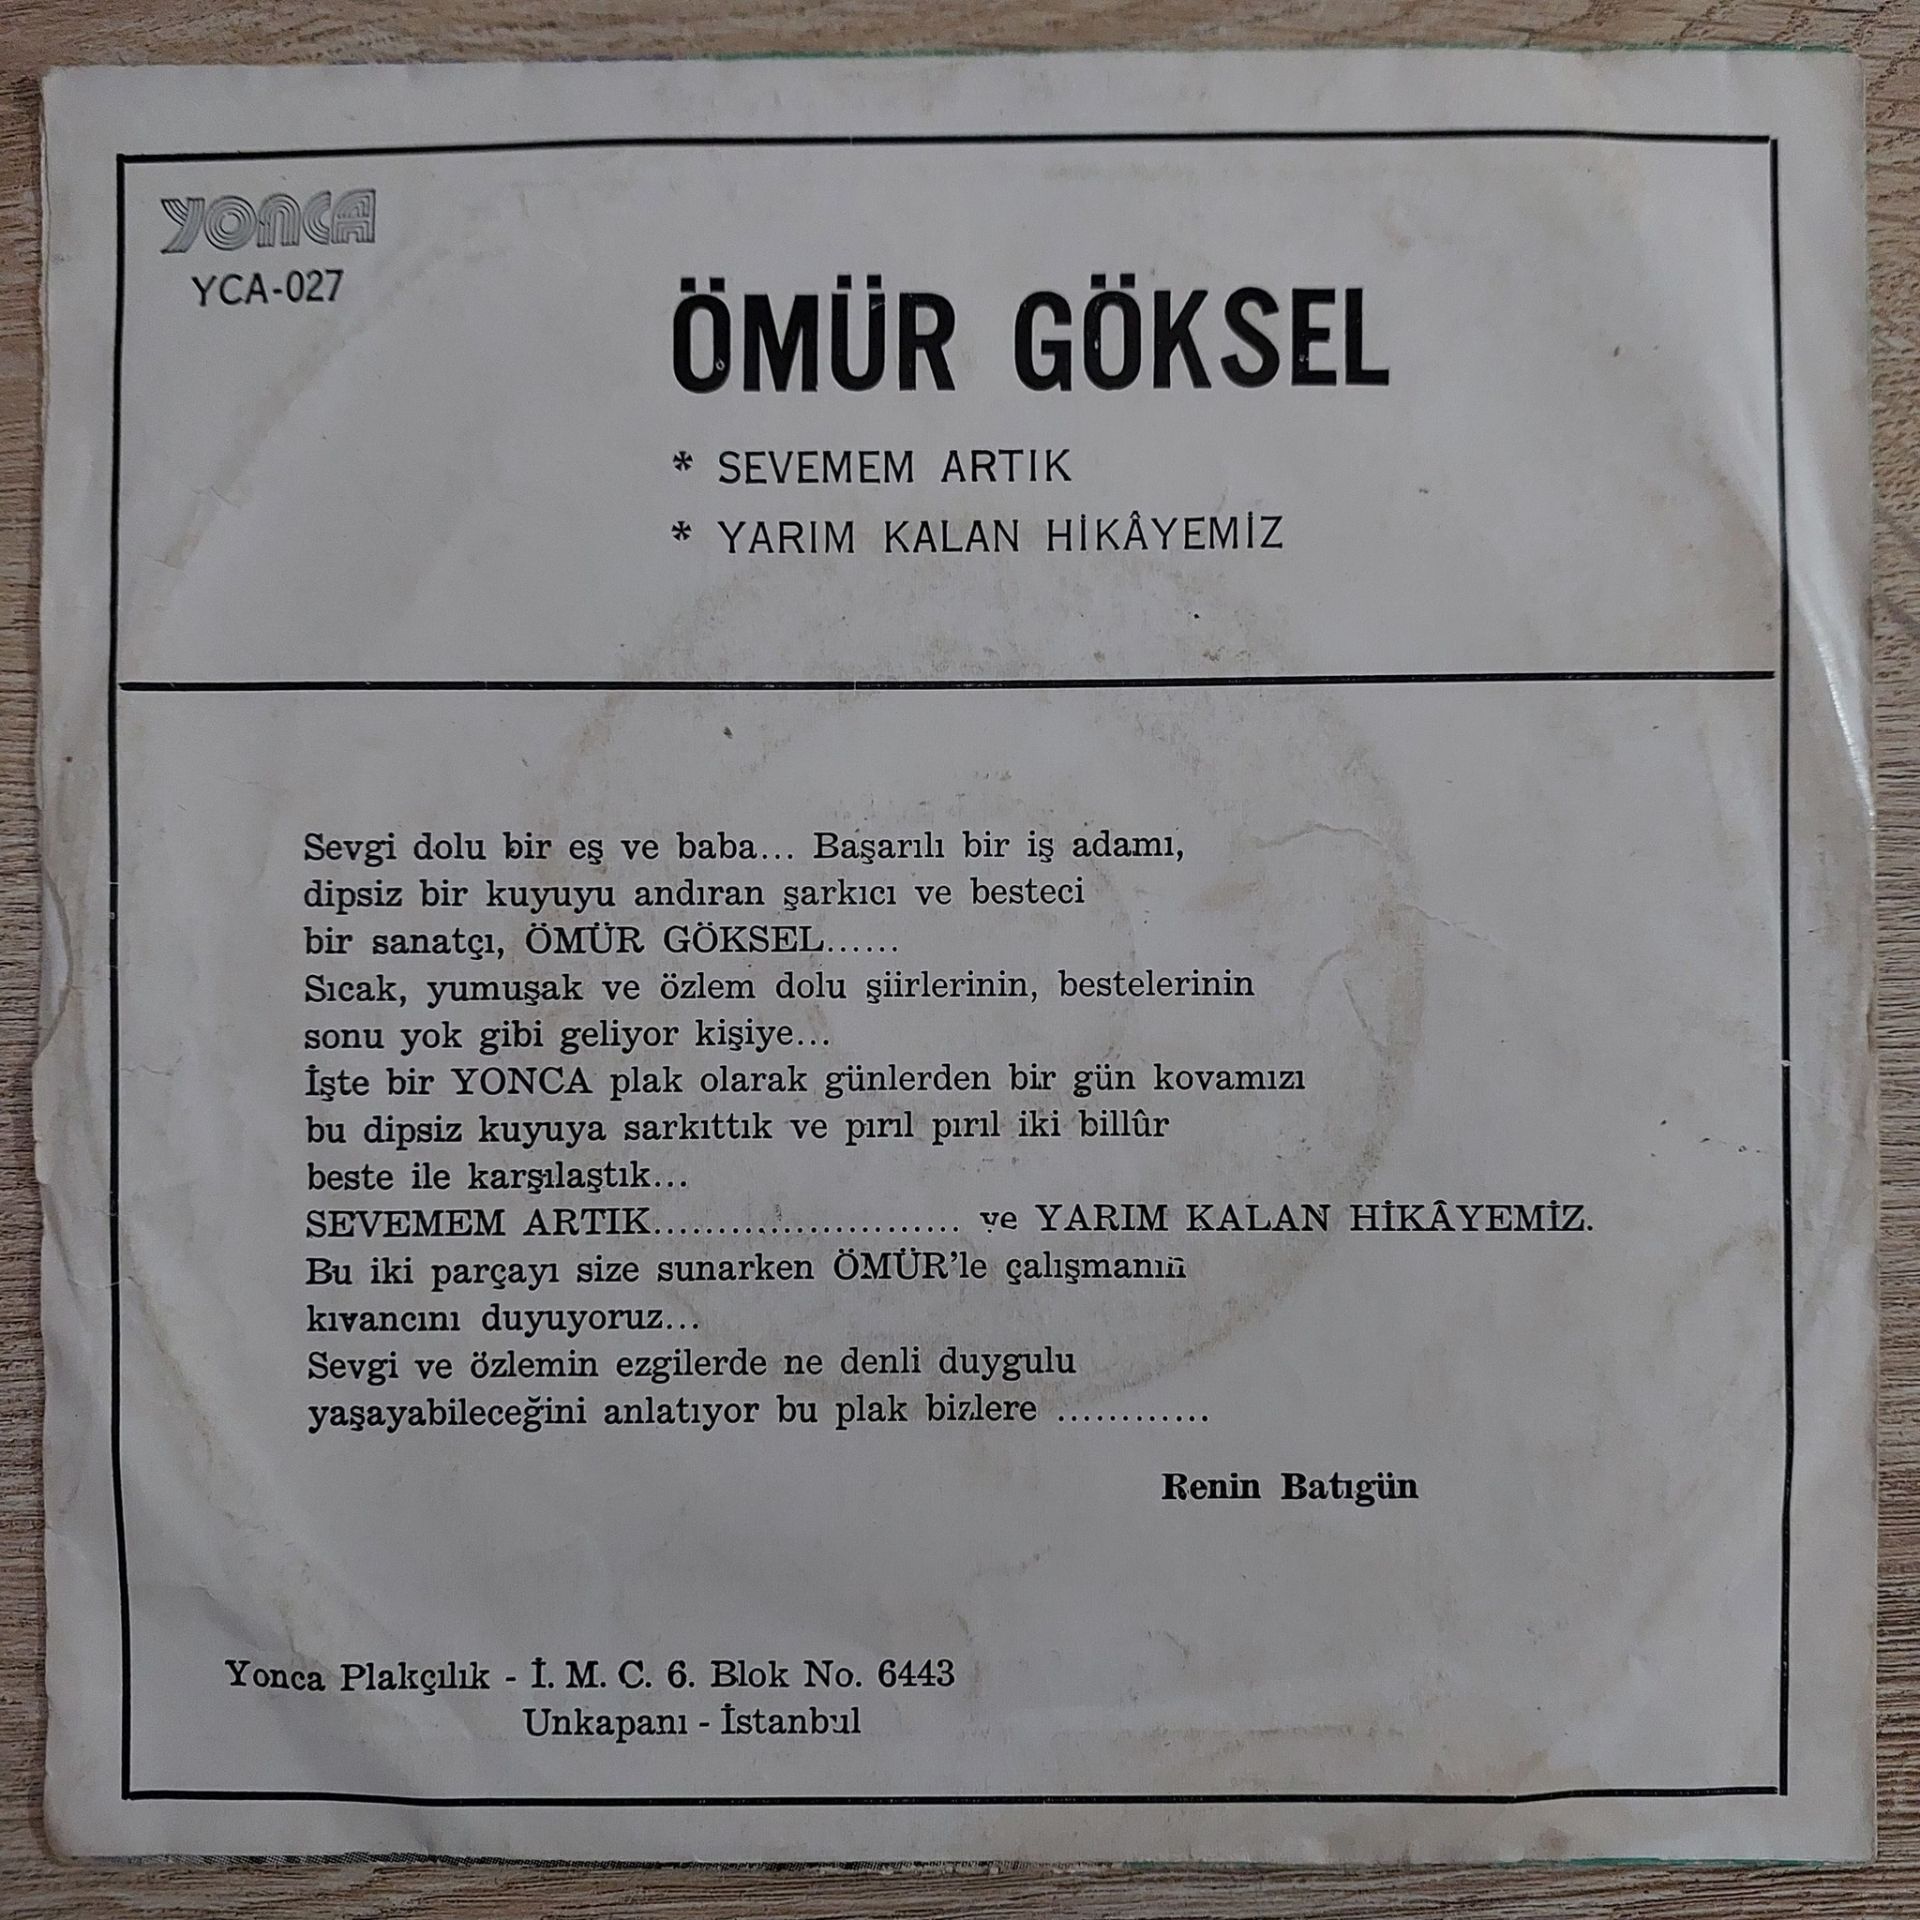 YONCA
YCA-027
ÖMÜR GÖKSEL
* SEVEMEM ARTIK
* YARIM KALAN HİKÂYEMİZ
Sevgi dolu bir eş ve baba... Başarılı bir iş adamı,
dipsiz bir kuyuyu andıran şarkıcı ve besteci
bir sanatçı, ÖMÜR GÖKSEL......
Sıcak, yumuşak ve özlem dolu şiirlerinin, bestelerinin
sonu yok gibi geliyor kişiye...
İşte bir YONCA plak olarak günlerden bir gün kovamızı
bu dipsiz kuyuya sarkıttık ve pırıl pırıl iki billûr
beste ile karşılaştık...
SEVEMEM ARTIK........................ ve YARIM KALAN HİKÂYEMİZ.
Bu iki parçayı size sunarken ÖMÜR'le çalışmanın
kıvancını duyuyoruz...
Sevgi ve özlemin ezgilerde ne denli duygulu
yaşayabileceğini anlatıyor bu plak bizlere ............
Renin Batıgün
Yonca Plakçılık - İ. M. C. 6. Blok No. 6443
Unkapanı - İstanbul